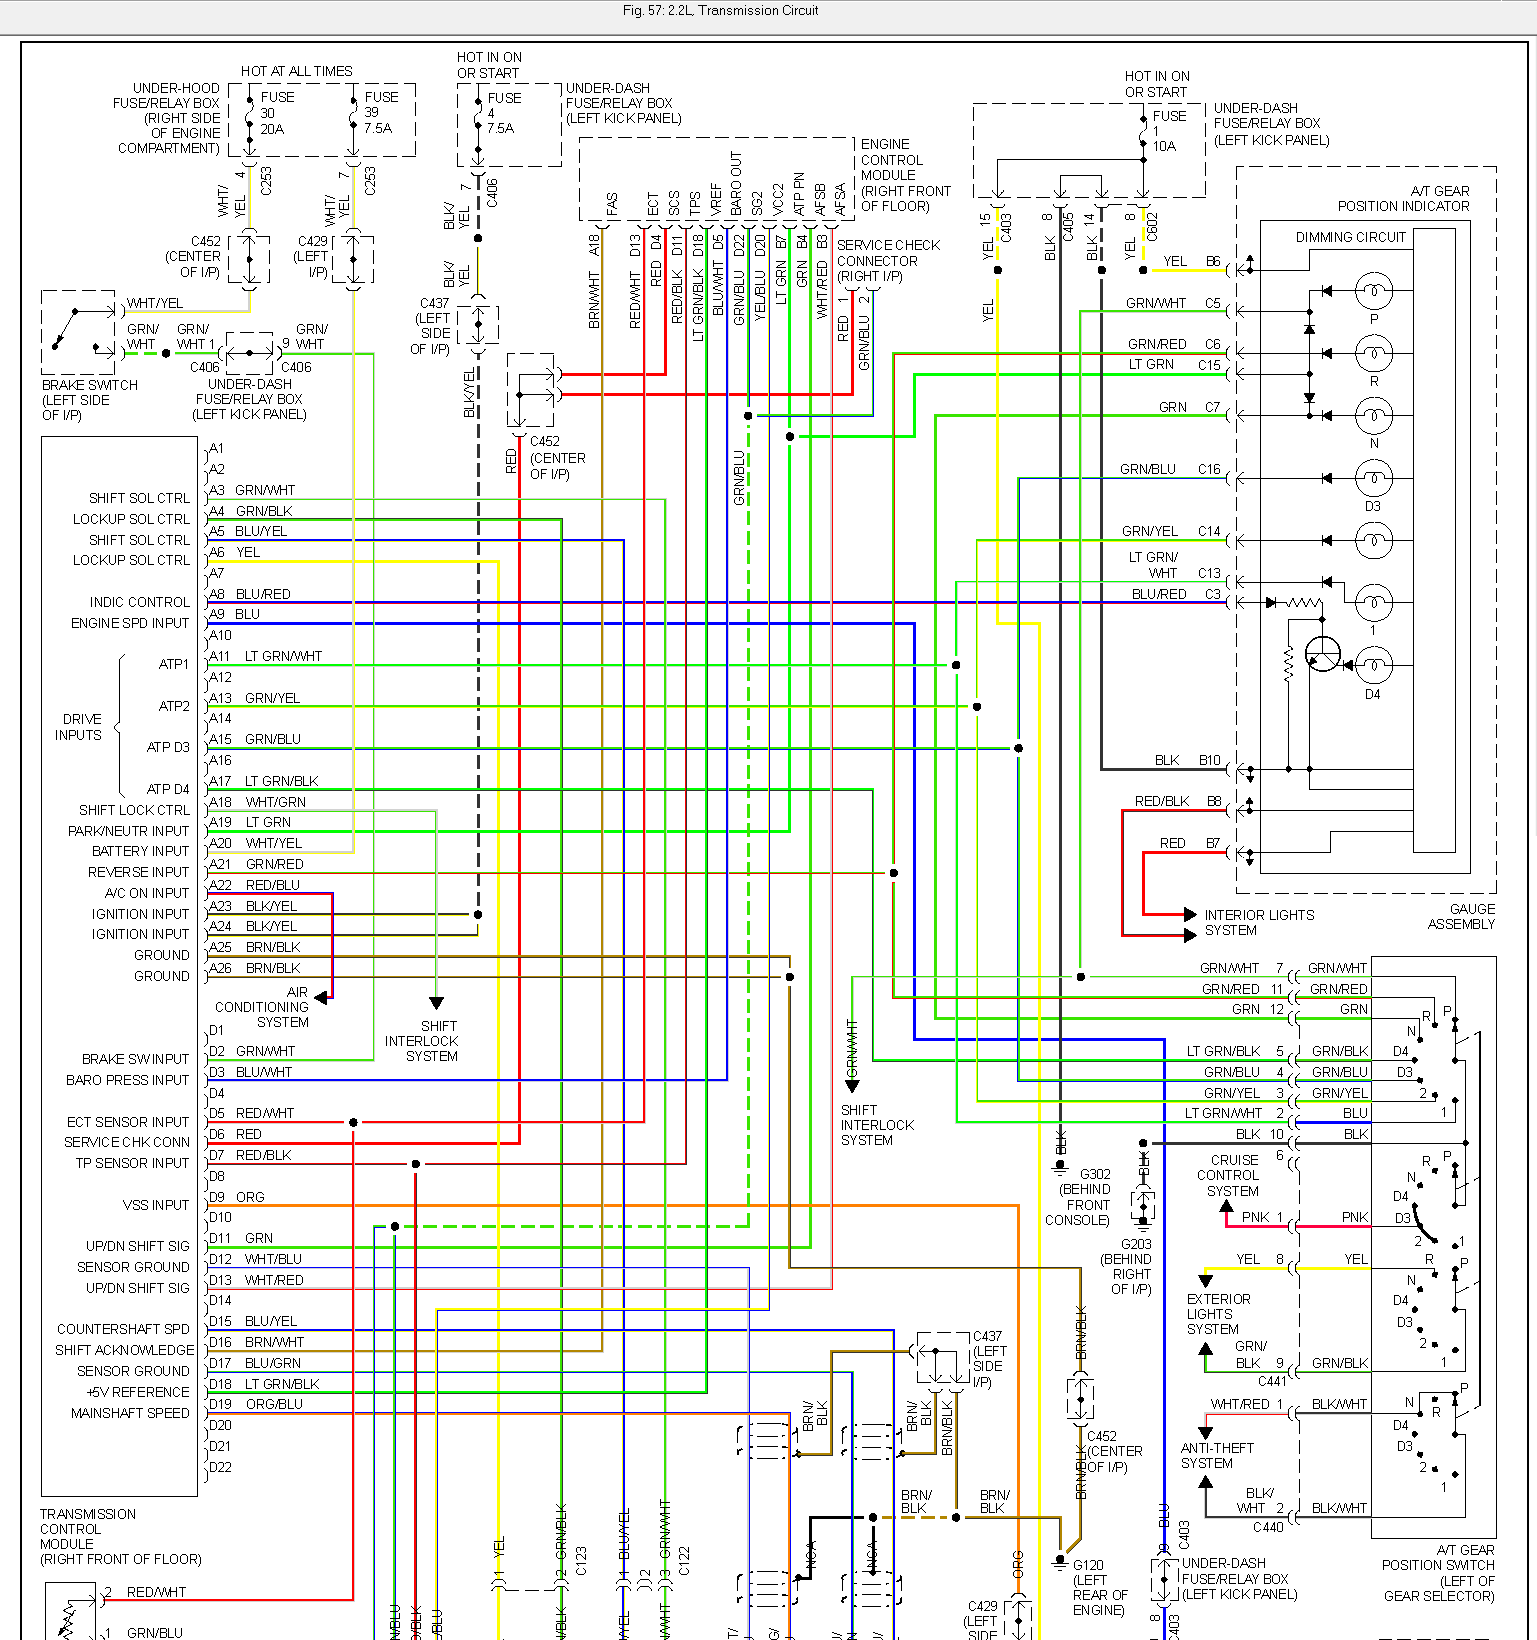 Fig. 57: 2.2L, Transmission Circuit
HOT AT ALL TIMES
UNDER-HOOD
FUSE/RELAY BOX
(RIGHT SIDE
OF ENGINE
COMPARTMENT)
FUSE
30
20A
FUSE
39
7.5A
4
C253
7
C253
WHT/
YEL
WHT/
YEL
C452
(CENTER
OF I/P)
C429
(LEFT
I/P)
HOT IN ON
OR START
FUSE
4
7.5A
UNDER-DASH
FUSE/RELAY BOX
(LEFT KICK PANEL)
7
C406
BLK/
YEL
BLK/
YEL
C437
(LEFT
SIDE
OF I/P)
BLK/YEL
ENGINE
CONTROL
MODULE
(RIGHT FRONT
OF FLOOR)
FAS
ECT
SCS
TPS
VREF
BARO OUT
SG2
VCC2
ATP PN
AFSB
AFSA
A18
D13
D4
D11
D18
D5
D22
D20
B7
B4
B3
BRN/WHT
RED/WHT
RED
RED/BLK
LT GRN/BLK
BLU/WHT
GRN/BLU
YEL/BLU
LT GRN
GRN
WHT/RED
SERVICE CHECK
CONNECTOR
(RIGHT I/P)
RED 1
GRN/BLU 2
C452
(CENTER
OF I/P)
RED
GRN/BLU
HOT IN ON
OR START
FUSE
1
10A
UNDER-DASH
FUSE/RELAY BOX
(LEFT KICK PANEL)
15
C403
8
C405
14
8
C602
YEL
BLK
BLK
YEL
YEL
A/T GEAR
POSITION INDICATOR
DIMMING CIRCUIT
YEL B6
GRN/WHT C5
P
GRN/RED C6
LT GRN C15
R
GRN C7
N
GRN/BLU C16
D3
GRN/YEL C14
LT GRN/
WHT C13
BLU/RED C3
1
D4
BLK B10
RED/BLK B8
RED B7
INTERIOR LIGHTS
SYSTEM
GAUGE
ASSEMBLY
WHT/YEL
GRN/
WHT
GRN/
WHT 1
9
GRN/
WHT
C406
C406
BRAKE SWITCH
(LEFT SIDE
OF I/P)
UNDER-DASH
FUSE/RELAY BOX
(LEFT KICK PANEL)
A1
A2
SHIFT SOL CTRL A3 GRN/WHT
LOCKUP SOL CTRL A4 GRN/BLK
SHIFT SOL CTRL A5 BLU/YEL
LOCKUP SOL CTRL A6 YEL
A7
INDIC CONTROL A8 BLU/RED
ENGINE SPD INPUT A9 BLU
A10
DRIVE
INPUTS
ATP1 A11 LT GRN/WHT
A12
ATP2 A13 GRN/YEL
A14
ATP D3 A15 GRN/BLU
A16
ATP D4 A17 LT GRN/BLK
SHIFT LOCK CTRL A18 WHT/GRN
PARK/NEUTR INPUT A19 LT GRN
BATTERY INPUT A20 WHT/YEL
REVERSE INPUT A21 GRN/RED
A/C ON INPUT A22 RED/BLU
IGNITION INPUT A23 BLK/YEL
IGNITION INPUT A24 BLK/YEL
GROUND A25 BRN/BLK
GROUND A26 BRN/BLK
AIR
CONDITIONING
SYSTEM
SHIFT
INTERLOCK
SYSTEM
D1
BRAKE SW INPUT D2 GRN/WHT
BARO PRESS INPUT D3 BLU/WHT
D4
ECT SENSOR INPUT D5 RED/WHT
SERVICE CHK CONN D6 RED
TP SENSOR INPUT D7 RED/BLK
D8
VSS INPUT D9 ORG
D10
UP/DN SHIFT SIG D11 GRN
SENSOR GROUND D12 WHT/BLU
UP/DN SHIFT SIG D13 WHT/RED
D14
COUNTERSHAFT SPD D15 BLU/YEL
SHIFT ACKNOWLEDGE D16 BRN/WHT
SENSOR GROUND D17 BLU/GRN
+5V REFERENCE D18 LT GRN/BLK
MAINSHAFT SPEED D19 ORG/BLU
D20
D21
D22
TRANSMISSION
CONTROL
MODULE
(RIGHT FRONT OF FLOOR)
2 RED/WHT
1 GRN/BLU
GRN/WHT
SHIFT
INTERLOCK
SYSTEM
GRN/WHT 7 GRN/WHT
GRN/RED 11 GRN/RED
GRN 12 GRN
LT GRN/BLK 5 GRN/BLK
GRN/BLU 4 GRN/BLU
GRN/YEL 3 GRN/YEL
LT GRN/WHT 2 BLU
BLK 10 BLK
6
P
R
N
D4
D3
2
1
BLK
G302
(BEHIND
FRONT
CONSOLE)
BLK
G203
(BEHIND
RIGHT
OF I/P)
CRUISE
CONTROL
SYSTEM
PNK 1 PNK
P
R
N
D4
D3
2
1
YEL 8 YEL
EXTERIOR
LIGHTS
SYSTEM
R
P
N
D4
D3
2
1
GRN/
BLK 9 GRN/BLK
C441
WHT/RED 1 BLK/WHT
ANTI-THEFT
SYSTEM
P
N
R
D4
D3
2
1
BLK/
WHT 2 BLK/WHT
C440
A/T GEAR
POSITION SWITCH
(LEFT OF
GEAR SELECTOR)
C437
(LEFT
SIDE
I/P)
BRN/
BLK
BRN/
BLK
BRN/BLK
BRN/BLK
C452
(CENTER
OF I/P)
BRN/BLK
BRN/
BLK
BRN/
BLK
NCA
NCA
G120
(LEFT
REAR OF
ENGINE)
ORG
C429
(LEFT
SIDE
BLU
9
C403
UNDER-DASH
FUSE/RELAY BOX
(LEFT KICK PANEL)
8
C403
YEL
1
GRN/BLK
2
C123
BLU/YEL
1
2
GRN/WHT
3
C122